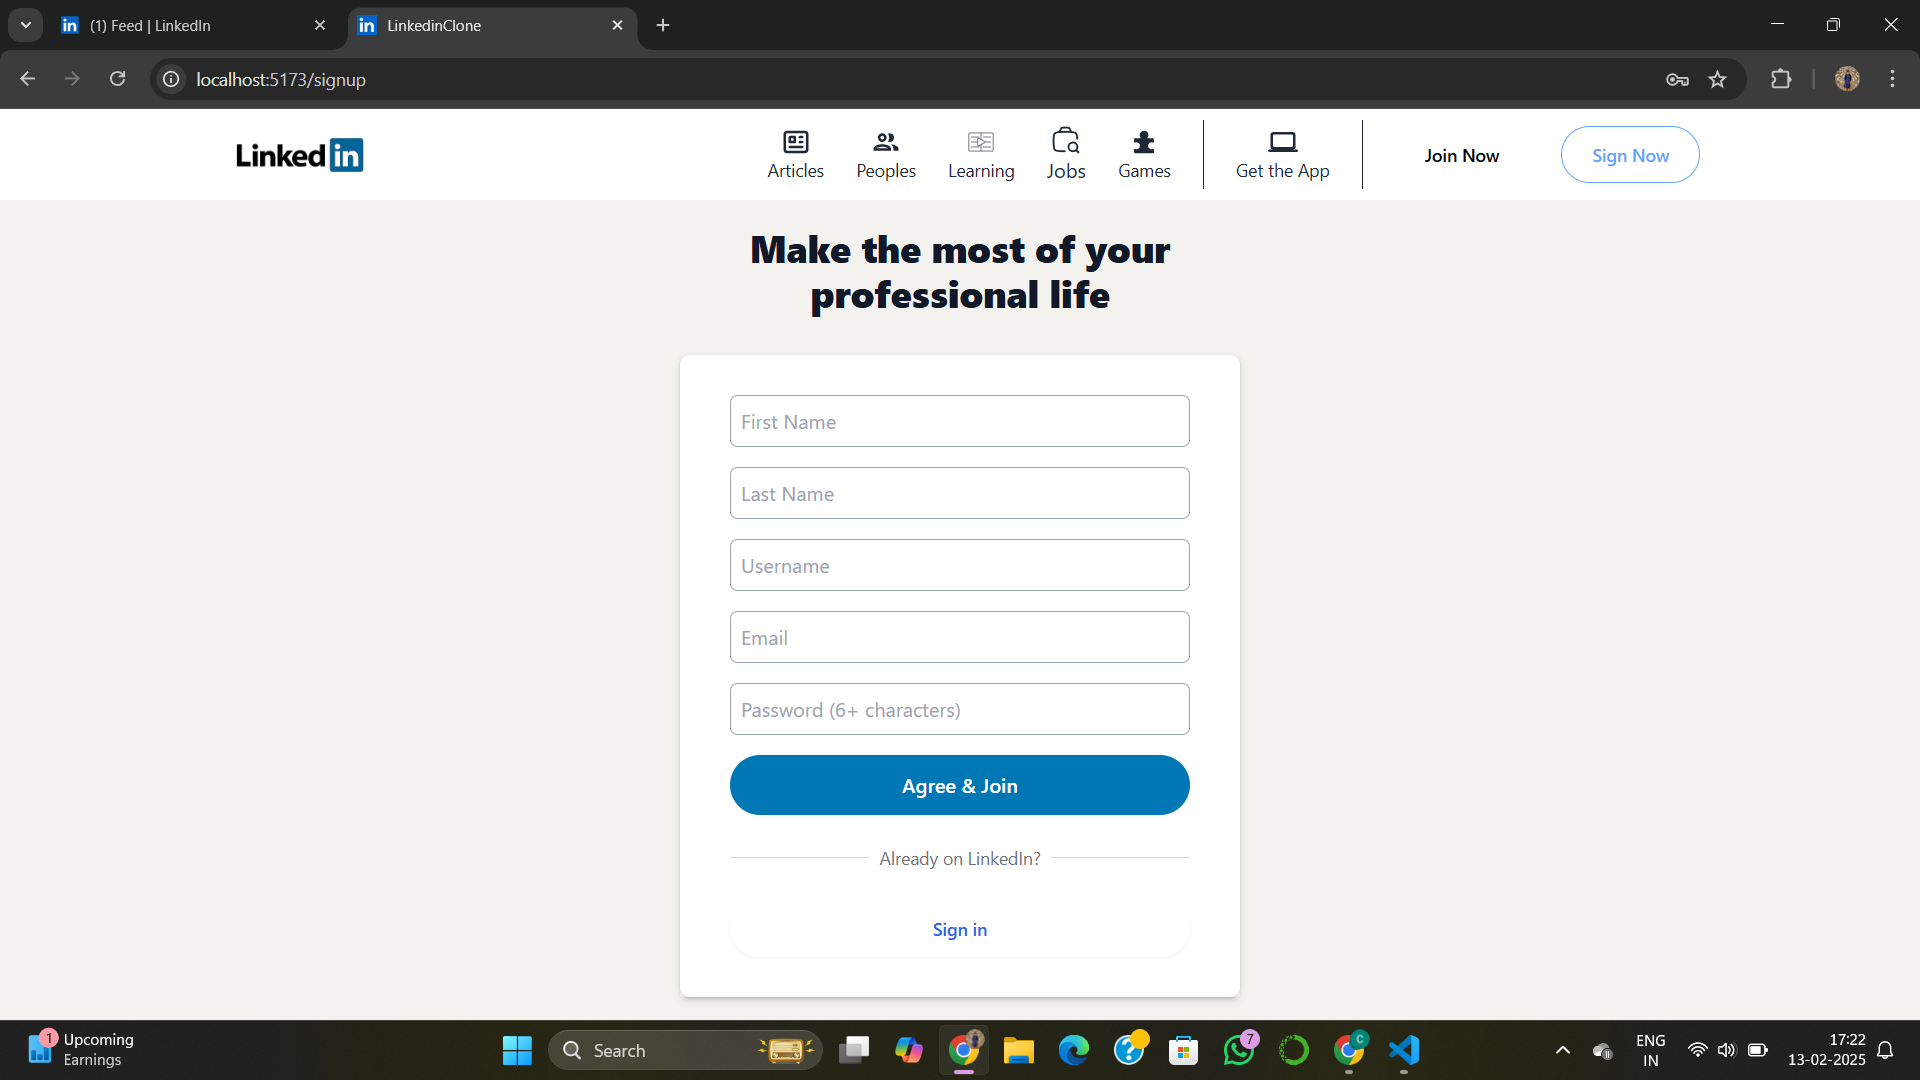 (1) Feed | LinkedIn
LinkedinClone
localhost:5173/signup
Linked in
Articles
Peoples
Learning
Jobs
Games
Get the App
Join Now
Sign Now
Make the most of your
professional life
First Name
Last Name
Username
Email
Password (6+ characters)
Agree & Join
Already on LinkedIn?
Sign in
1
Upcoming
Earnings
Search
7
C
ENG
IN
17:22
13-02-2025